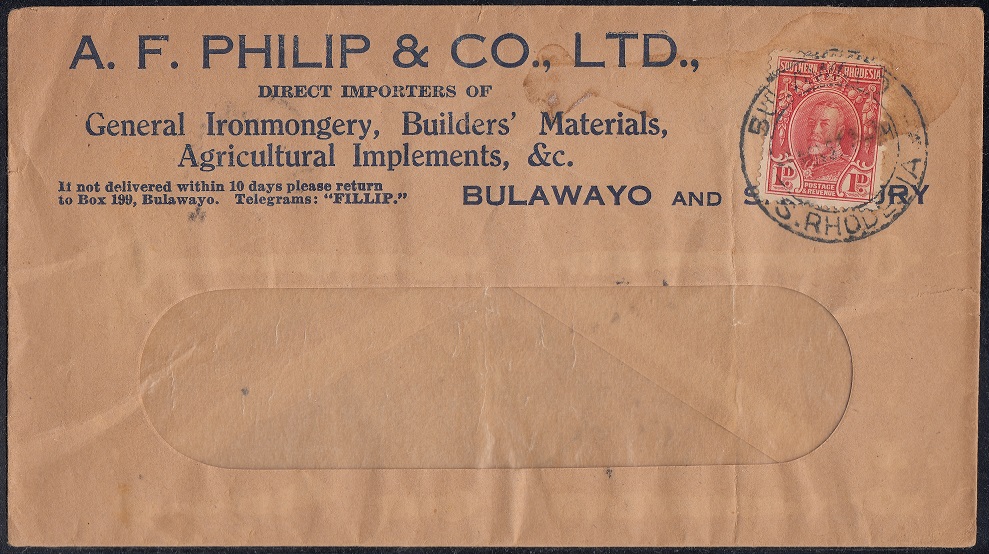 A. F. PHILIP & CO., LTD.,
DIRECT IMPORTERS OF
General Ironmongery, Builders' Materials,
Agricultural Implements, &c.
If not delivered within 10 days please return
to Box 199, Bulawayo. Telegrams: "FILLIP."
BULAWAYO AND
SOUTHERN RHODESIA
1D POSTAGE & REVENUE 1D
S. RHODESIA